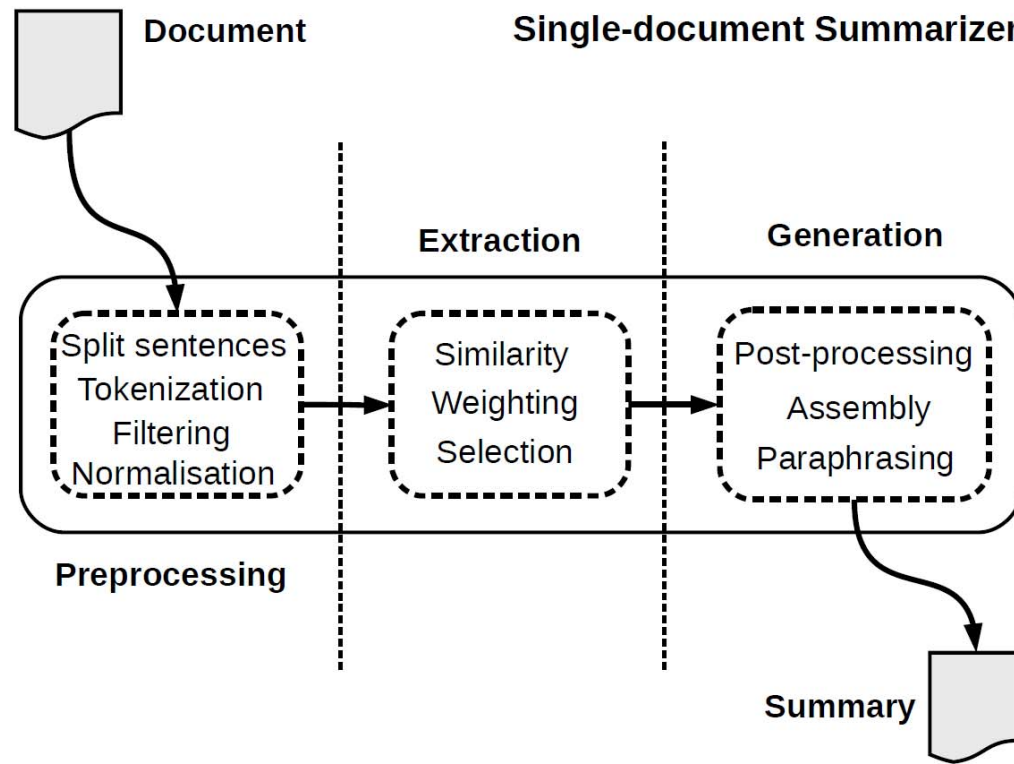 Document
Single-document Summarizer
Extraction
Generation
Split sentences
Tokenization
Filtering
Normalisation
Similarity
Weighting
Selection
Post-processing
Assembly
Paraphrasing
Preprocessing
Summary